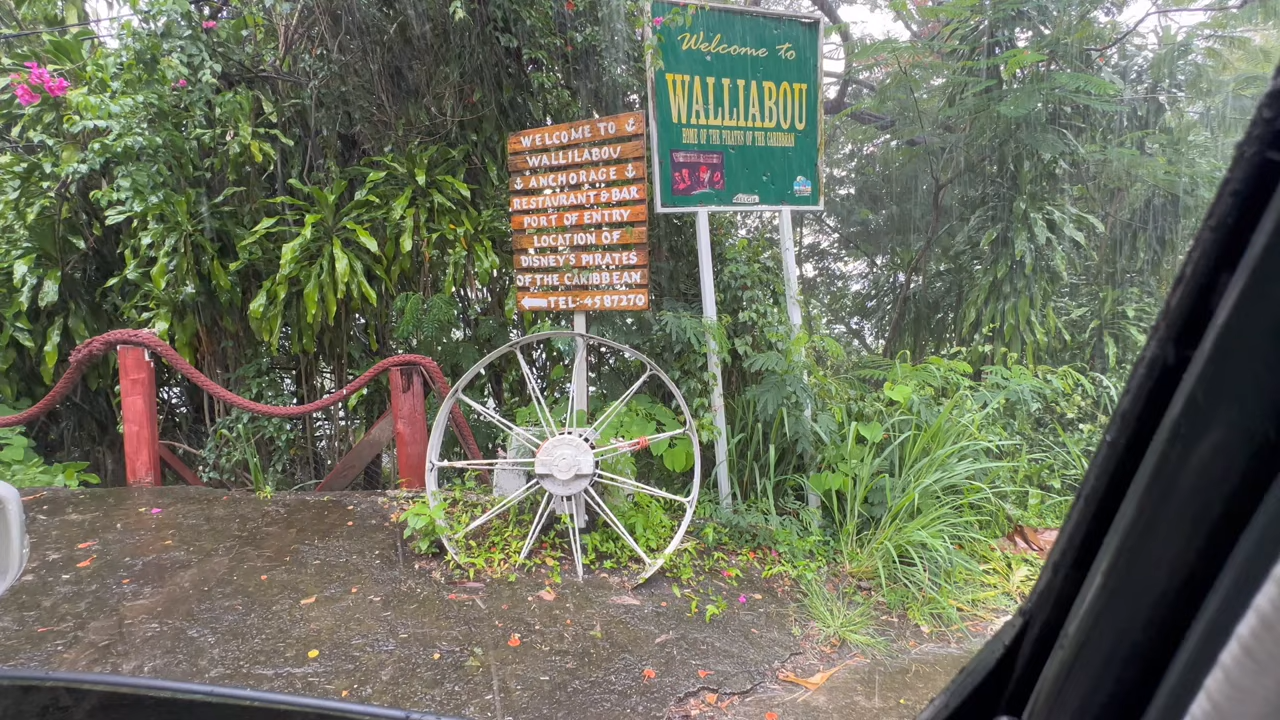 WELCOME TO
WALLILABOU
ANCHORAGE
RESTAURANT & BAR
PORT OF ENTRY
LOCATION OF
DISNEY'S PIRATES
OF THE CARIBBEAN
TEL:-4587270
Welcome to
WALLIABOU
HOME OF THE PIRATES OF THE CARIBBEAN